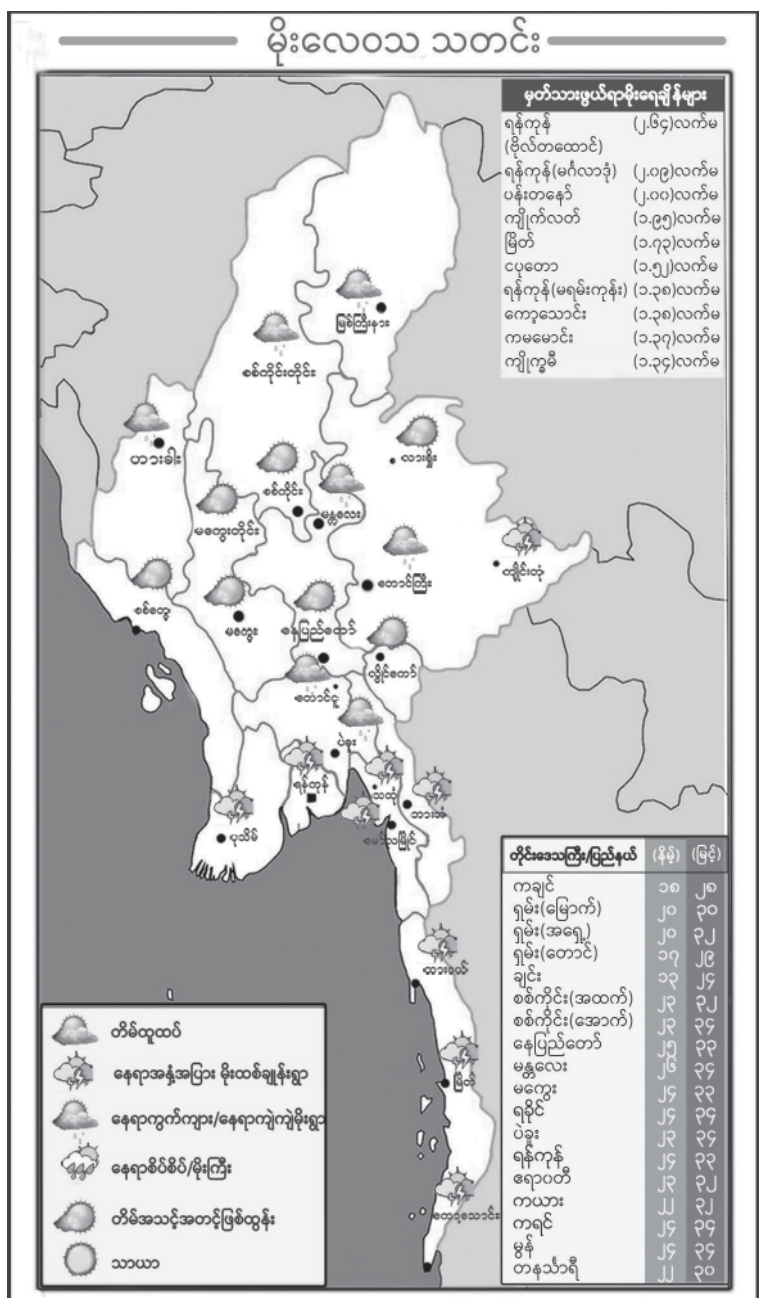 မိုးလေဝသ သတင်း
မှတ်သားဖွယ်ရာမိုးရေချိန်များ
ရန်ကုန် (၂.၆၄)လက်မ
(ဗိုလ်တထောင်)
ရန်ကုန်(မင်္ဂလာဒုံ) (၂.၀၉)လက်မ
ပန်းတနော် (၂.၀၀)လက်မ
ကျိုက်လတ် (၁.၉၅)လက်မ
မြိတ် (၁.၇၃)လက်မ
ငပုတော (၁.၅၂)လက်မ
ရန်ကုန်(မရမ်းကုန်း) (၁.၃၈)လက်မ
ကော့သောင်း (၁.၃၈)လက်မ
ကမမောင်း (၁.၃၇)လက်မ
ကျိုက္ခမီ (၁.၃၄)လက်မ
မြစ်ကြီးနား
စစ်ကိုင်းတိုင်း
ဟားခါး
လားရှိုး
စစ်ကိုင်း
မန္တလေး
မကွေးတိုင်း
ကျိုင်းတုံ
တောင်ကြီး
စစ်တွေ
မကွေး
နေပြည်တော်
လွိုင်ကော်
တောင်ငူ
ပဲခူး
ရန်ကုန်
သထုံ
ဘားအံ
ပုသိမ်
မော်လမြိုင်
ထားဝယ်
မြိတ်
ကော့သောင်း
တိမ်ထူထပ်
နေရာအနှံ့အပြား မိုးထစ်ချုန်းရွာ
နေရာကွက်ကျား/နေရာကျဲကျဲမိုးရွာ
နေရာစိပ်စိပ်/မိုးကြီး
တိမ်အသင့်အတင့်ဖြစ်ထွန်း
သာယာ
တိုင်းဒေသကြီး/ပြည်နယ် (နိမ့်) (မြင့်)
ကချင် ၁၈ ၂၈
ရှမ်း(မြောက်) ၂၀ ၃၀
ရှမ်း(အရှေ့) ၂၀ ၃၂
ရှမ်း(တောင်) ၁၇ ၂၉
ချင်း ၁၃ ၂၄
စစ်ကိုင်း(အထက်) ၂၃ ၃၂
စစ်ကိုင်း(အောက်) ၂၃ ၃၄
နေပြည်တော် ၂၅ ၃၃
မန္တလေး ၂၆ ၃၄
မကွေး ၂၄ ၃၃
ရခိုင် ၂၄ ၃၄
ပဲခူး ၂၃ ၃၄
ရန်ကုန် ၂၄ ၃၃
ဧရာဝတီ ၂၃ ၃၂
ကယား ၂၂ ၃၂
ကရင် ၂၄ ၃၄
မွန် ၂၄ ၃၄
တနင်္သာရီ ၂၂ ၃၀